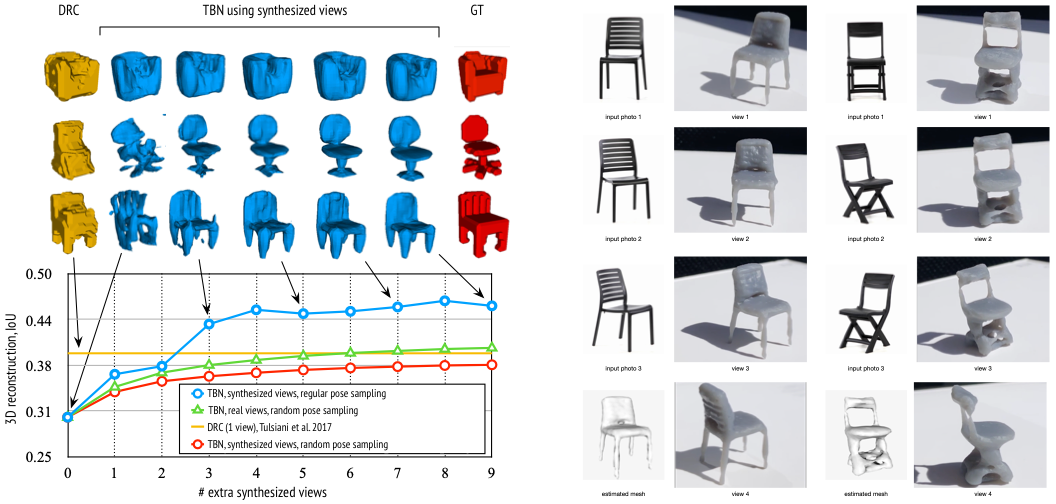 DRC
TBN using synthesized views
GT
0.50
0.44
0.38
0.31
0.25
3D reconstruction, IoU
TBN, synthesized views, regular pose sampling
TBN, real views, random pose sampling
DRC (1 view), Tulsiani et al. 2017
TBN, synthesized views, random pose sampling
0 1 2 3 4 5 6 7 8 9
# extra synthesized views
input photo 1
view 1
input photo 1
view 1
input photo 2
view 2
input photo 2
view 2
input photo 3
view 3
input photo 3
view 3
estimated mesh
view 4
estimated mesh
view 4